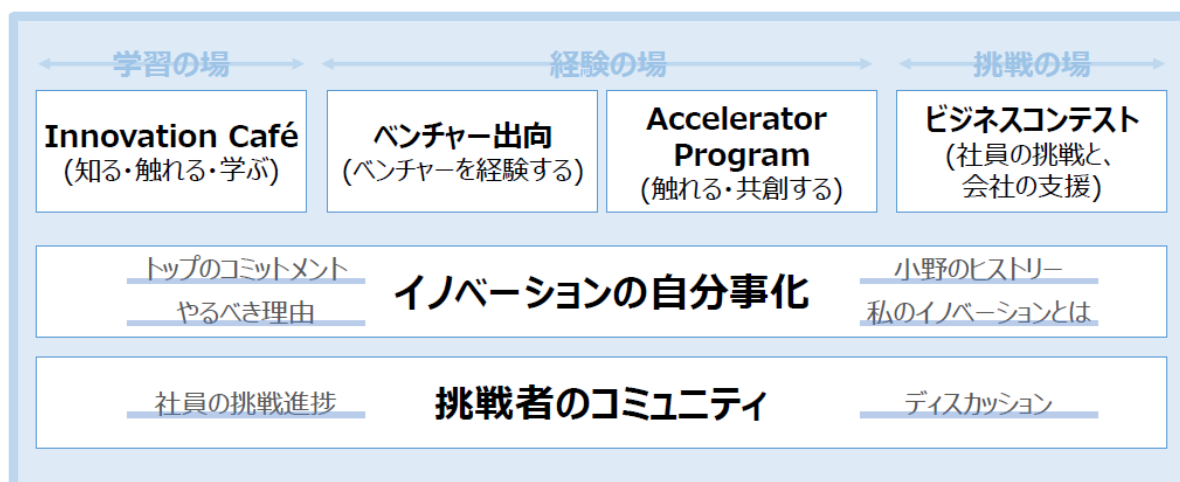 学習の場
経験の場
挑戦の場
Innovation Café
(知る・触れる・学ぶ)
ベンチャー出向
(ベンチャーを経験する)
Accelerator
Program
(触れる・共創する)
ビジネスコンテスト
(社員の挑戦と、
会社の支援)
トップのコミットメント
やるべき理由
イノベーションの自分事化
小野のヒストリー
私のイノベーションとは
社員の挑戦進捗
挑戦者のコミュニティ
ディスカッション